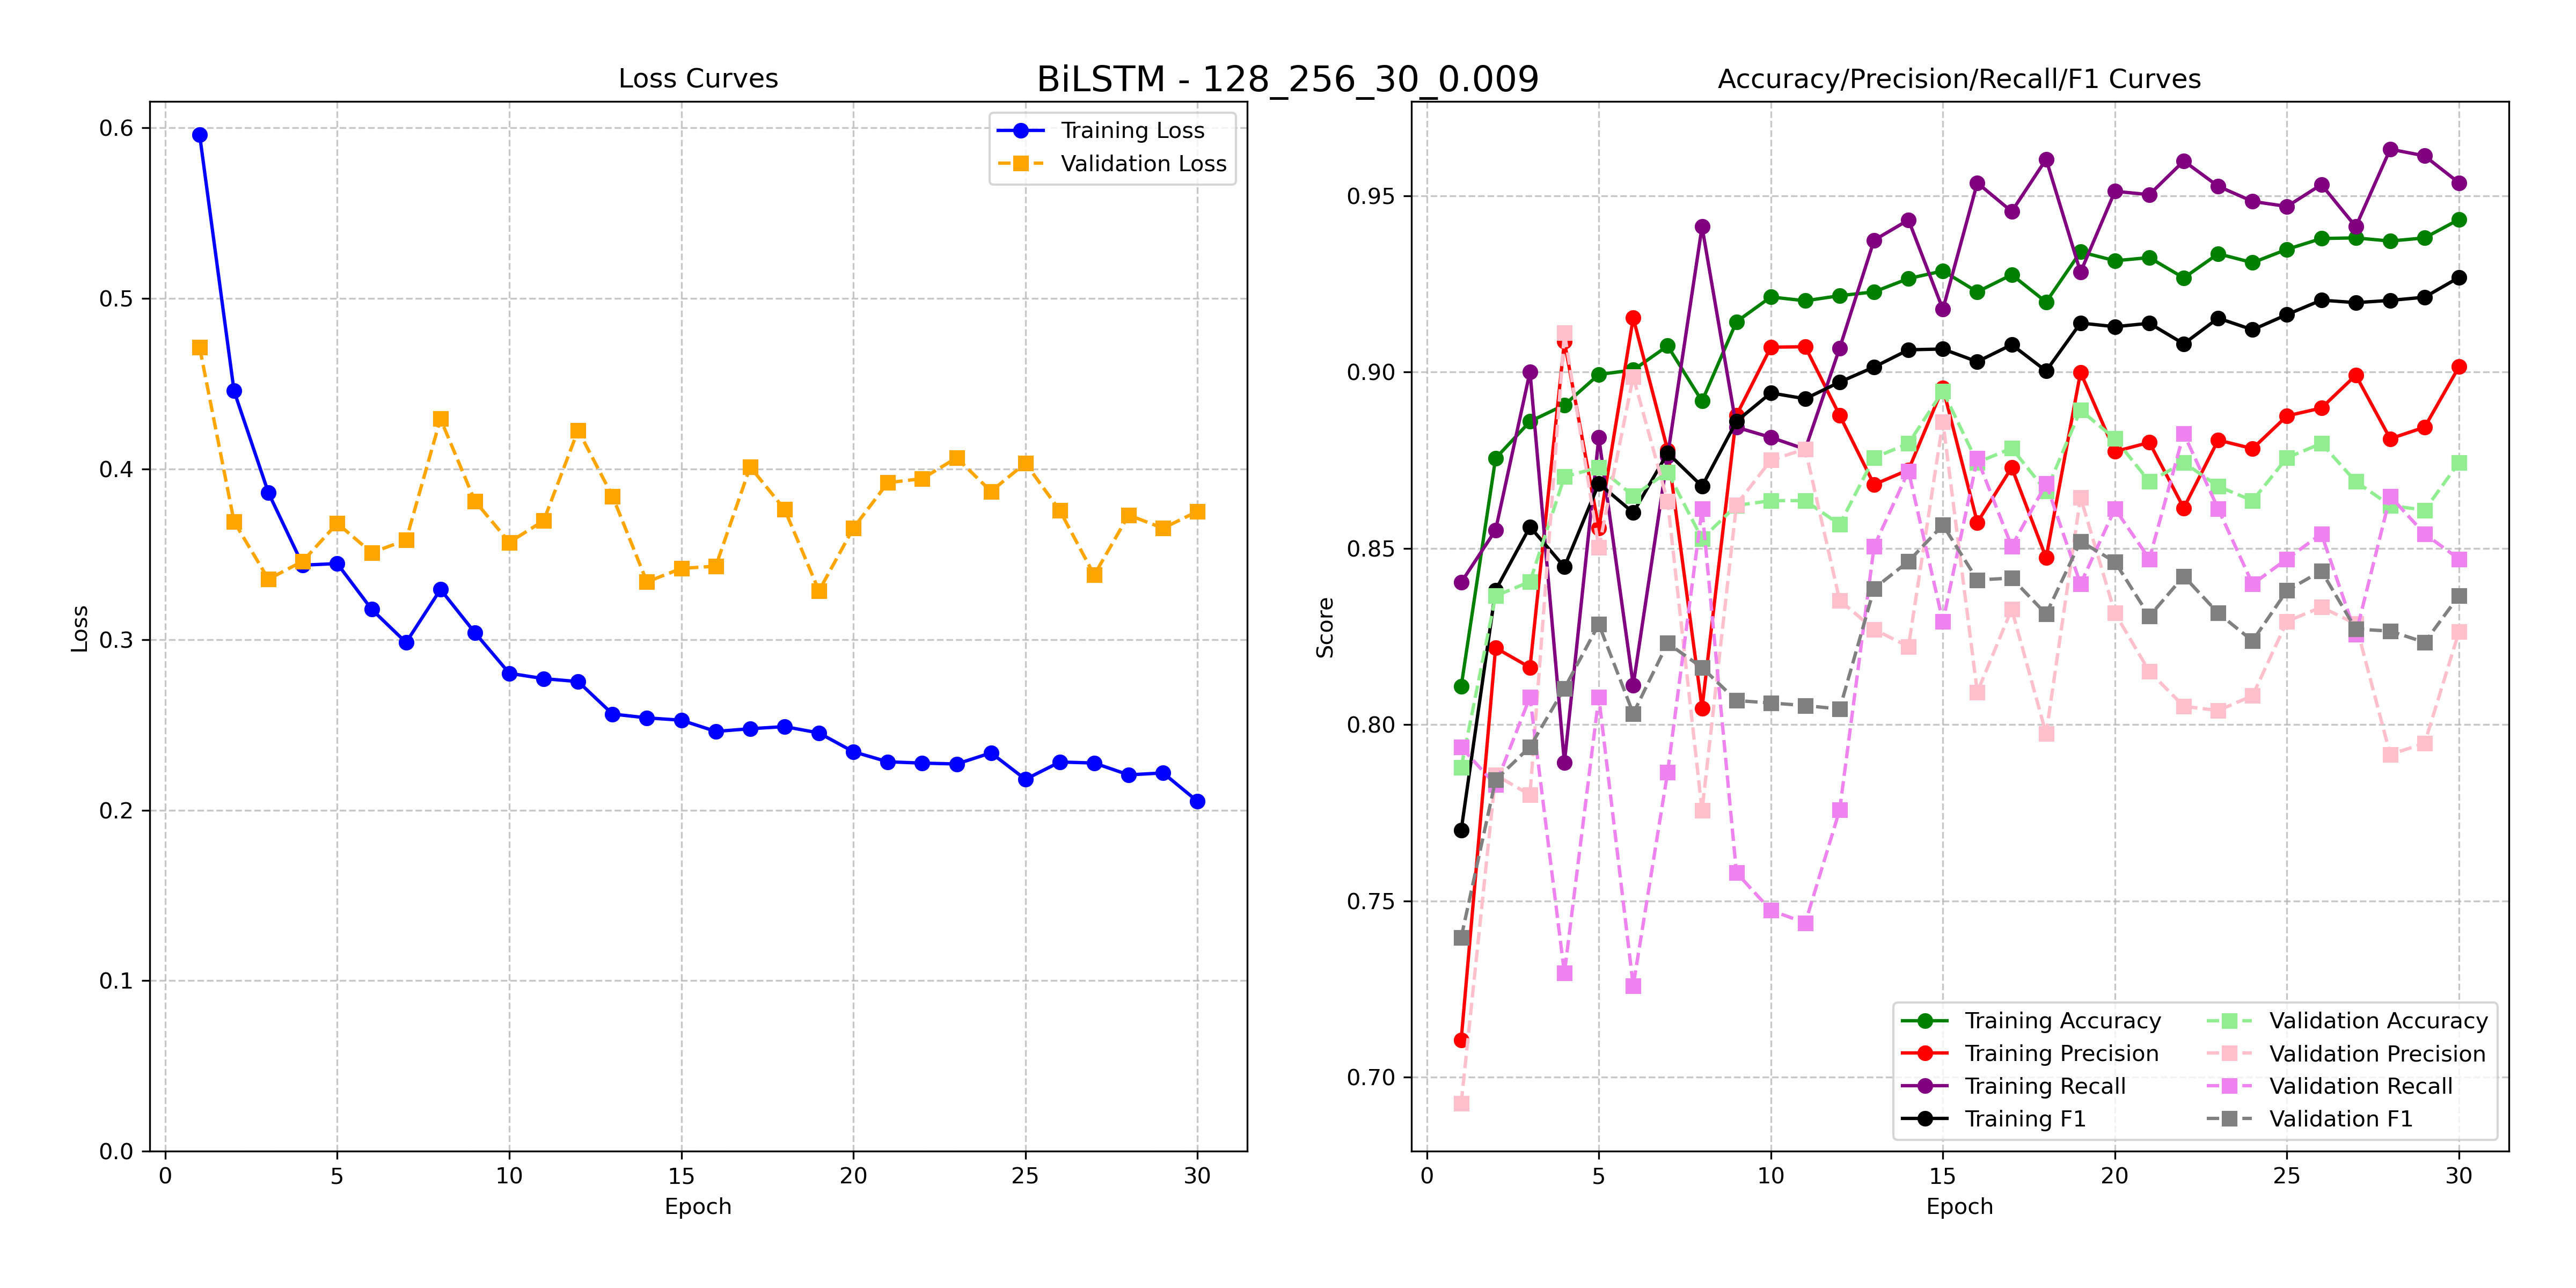 BiLSTM - 128_256_30_0.009
Loss Curves
Training Loss
Validation Loss
0.6
0.5
0.4
0.3
0.2
0.1
0.0
Loss
0 5 10 15 20 25 30
Epoch
Accuracy/Precision/Recall/F1 Curves
0.95
0.90
0.85
0.80
0.75
0.70
Score
Training Accuracy
Training Precision
Training Recall
Training F1
Validation Accuracy
Validation Precision
Validation Recall
Validation F1
0 5 10 15 20 25 30
Epoch